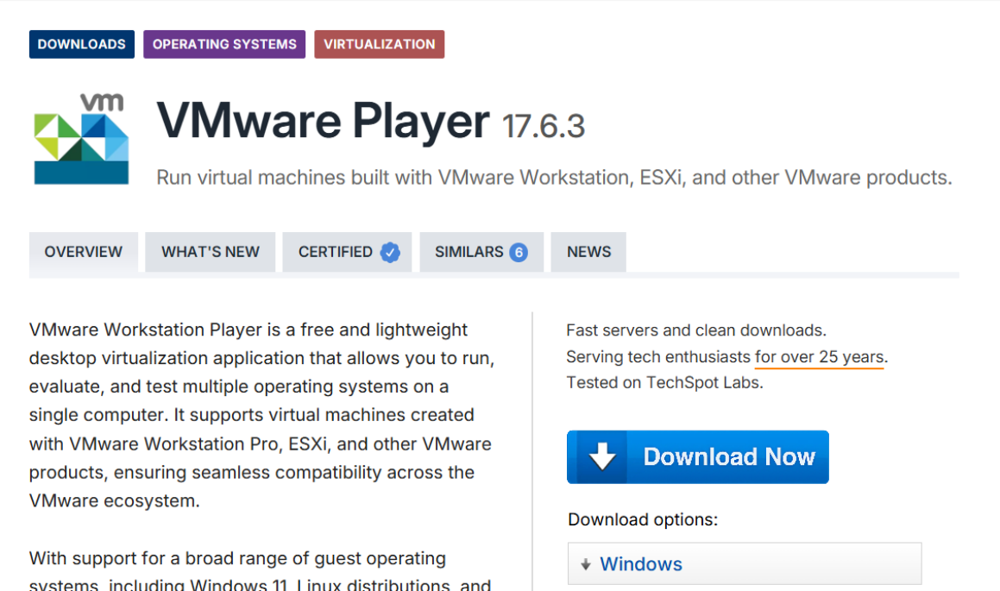 DOWNLOADS OPERATING SYSTEMS VIRTUALIZATION
vm
VMware Player 17.6.3
Run virtual machines built with VMware Workstation, ESXi, and other VMware products.
OVERVIEW WHAT'S NEW CERTIFIED SIMILARS 6 NEWS
VMware Workstation Player is a free and lightweight
desktop virtualization application that allows you to run,
evaluate, and test multiple operating systems on a
single computer. It supports virtual machines created
with VMware Workstation Pro, ESXi, and other VMware
products, ensuring seamless compatibility across the
VMware ecosystem.
With support for a broad range of guest operating
systems, including Windows 11, Linux distributions, and
Fast servers and clean downloads.
Serving tech enthusiasts for over 25 years.
Tested on TechSpot Labs.
Download Now
Download options:
Windows